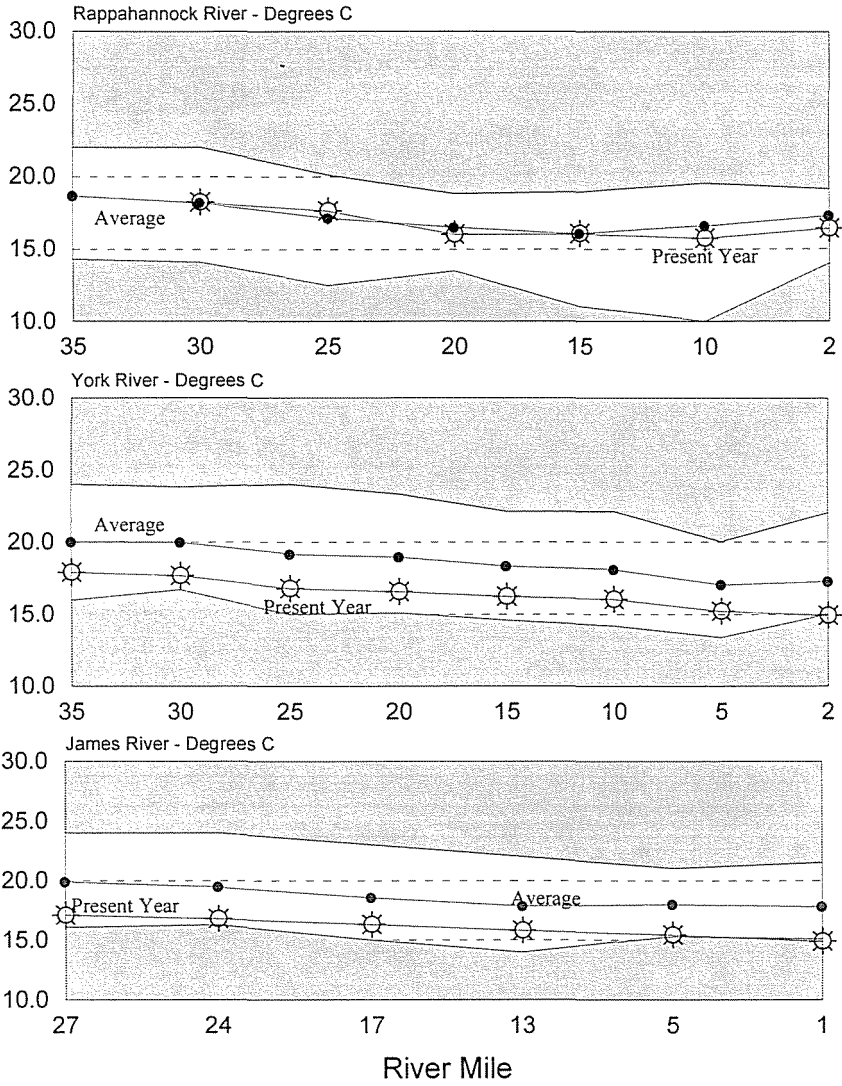 Rappahannock River - Degrees C
30.0
25.0
20.0
Average
15.0
Present Year
10.0
35 30 25 20 15 10 2
York River - Degrees C
30.0
25.0
Average
20.0
15.0
Present Year
10.0
35 30 25 20 15 10 5 2
James River - Degrees C
30.0
25.0
20.0
Present Year Average
15.0
10.0
27 24 17 13 5 1
River Mile